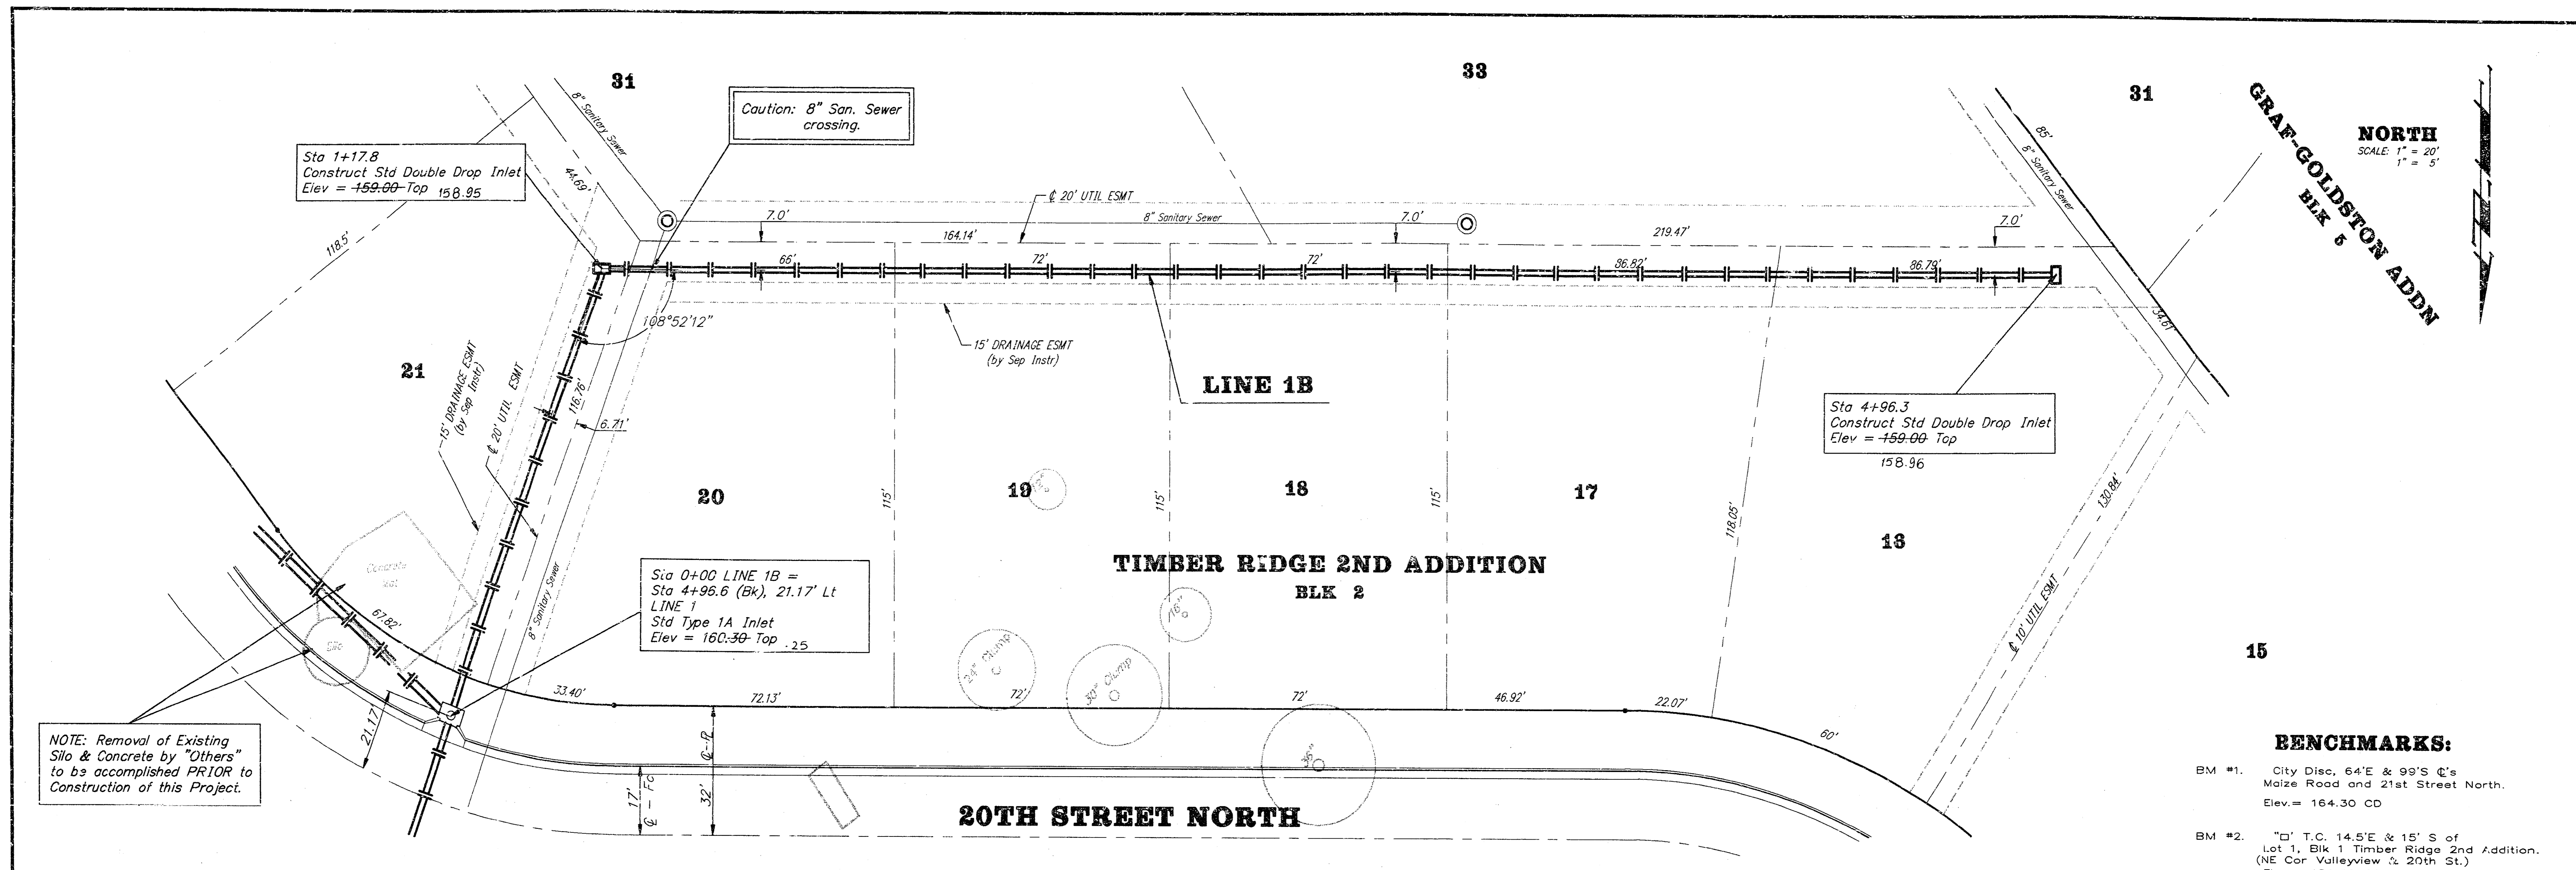 31
33
31
GRAF-GOLDSTON ADDN
BLK 5
NORTH
SCALE: 1" = 20'
1" = 5'
Caution: 8" San. Sewer
crossing.
Sta 1+17.8
Construct Std Double Drop Inlet
Elev = 159.00 Top 158.95
8" Sanitary Sewer
44.69'
118.5'
85'
8" Sanitary Sewer
℄ 20' UTIL ESMT
7.0'
8" Sanitary Sewer
7.0'
7.0'
164.14'
219.47'
66'
72'
72'
86.82'
86.79'
108°52'12"
34.61'
15' DRAINAGE ESMT
(by Sep Instr)
LINE 1B
21
15' DRAINAGE ESMT
(by Sep Instr)
℄ 20' UTIL ESMT
116.76'
6.71'
Sta 4+96.3
Construct Std Double Drop Inlet
Elev = 159.00 Top
158.96
20
115'
19
12"
115'
18
115'
17
118.05'
130.84'
TIMBER RIDGE 2ND ADDITION
BLK 2
Sta 0+00 LINE 1B =
Sta 4+96.6 (Bk), 21.17' Lt
LINE 1
Std Type 1A Inlet
Elev = 160.30 Top .25
8" Sanitary Sewer
Concrete
Silo
67.82'
16"
24" Clump
30" Clump
36"
℄ 10' UTIL ESMT
15
33.40'
72.13'
72'
72'
46.92'
22.07'
60'
21.17'
NOTE: Removal of Existing
Silo & Concrete by "Others"
to be accomplished PRIOR to
Construction of this Project.
17'
℄ - Fc
32'
℄ - P
20TH STREET NORTH
BENCHMARKS:
BM #1. City Disc, 64'E & 99'S ℄'s
Maize Road and 21st Street North.
Elev.= 164.30 CD
BM #2. "□' T.C. 14.5'E & 15' S of
Lot 1, Blk 1 Timber Ridge 2nd Addition.
(NE Cor Valleyview & 20th St.)